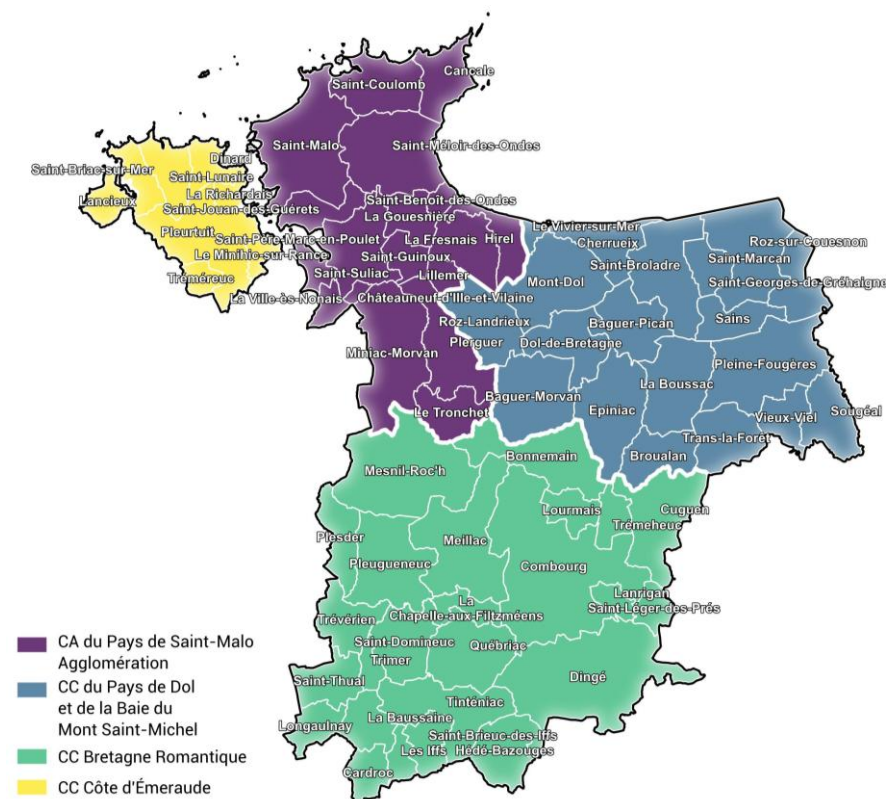 Cancale
Saint-Coulomb
Saint-Malo
Saint-Méloir-des-Ondes
Dinard
Saint-Briac-sur-Mer
Saint-Lunaire
La Richardais
Lancieux
Saint-Jouan-des-Guérets
Saint-Benoît-des-Ondes
La Gouesnière
Pleurtuit
Saint-Père-Marc-en-Poulet
La Fresnais
Hirel
Le Vivier-sur-Mer
Cherrueix
Roz-sur-Couesnon
Le Minihic-sur-Rance
Saint-Guinoux
Saint-Broladre
Saint-Marcan
Tréméreuc
Saint-Suliac
Lillemer
Mont-Dol
Saint-Georges-de-Gréhaigne
La Ville-ès-Nonais
Châteauneuf-d'Ille-et-Vilaine
Roz-Landrieux
Baguer-Pican
Sains
Miniac-Morvan
Plerguer
Dol-de-Bretagne
Pleine-Fougères
La Boussac
Baguer-Morvan
Epiniac
Le Tronchet
Vieux-Viel
Sougéal
Trans-la-Forêt
Broualan
Bonnemain
Mesnil-Roc'h
Lourmais
Cuguen
Trémeheuc
Plesder
Meillac
Pleugueneuc
Combourg
Lanrigan
Saint-Léger-des-Prés
La
Chapelle-aux-Filtzméens
Trévérien
Saint-Domineuc
Québriac
Trimer
Dingé
Saint-Thual
Tinténiac
Longaulnay
La Baussaine
Saint-Brieuc-des-Iffs
Les Iffs
Hédé-Bazouges
Cardroc
CA du Pays de Saint-Malo
Agglomération
CC du Pays de Dol
et de la Baie du
Mont Saint-Michel
CC Bretagne Romantique
CC Côte d'Émeraude